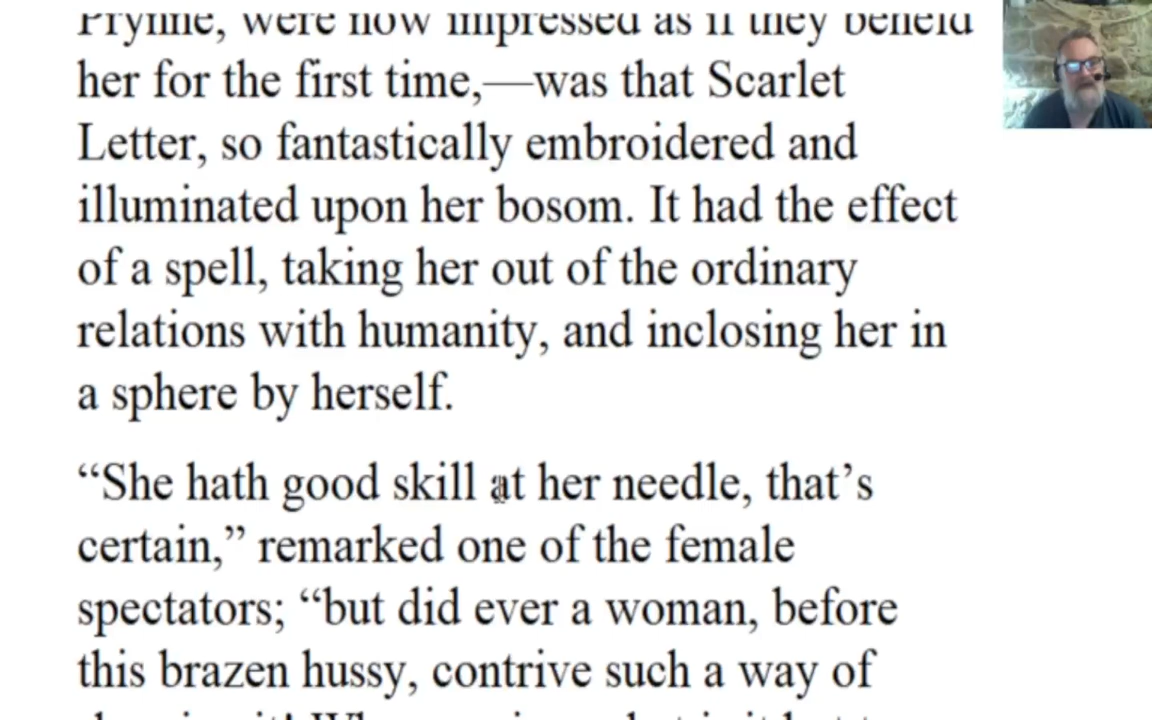 Prynne, were now impressed as if they beheld
her for the first time,—was that Scarlet
Letter, so fantastically embroidered and
illuminated upon her bosom. It had the effect
of a spell, taking her out of the ordinary
relations with humanity, and inclosing her in
a sphere by herself.
“She hath good skill at her needle, that’s
certain,” remarked one of the female
spectators; “but did ever a woman, before
this brazen hussy, contrive such a way of